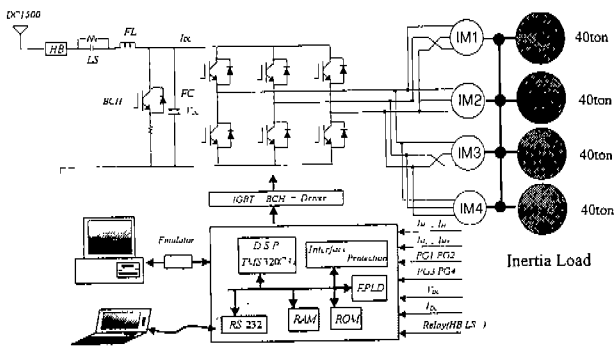 DC1500
HB
LS
FL
BCH
FC
IM1
40ton
IM2
40ton
IM3
40ton
IM4
40ton
Inertia Load
IGBT BCH - Driver
Emulator
DSP
Interface
Protection
EPLD
RS 232
RAM
ROM
PG1 PG2
PG3 PG4
Relay(HB LS )